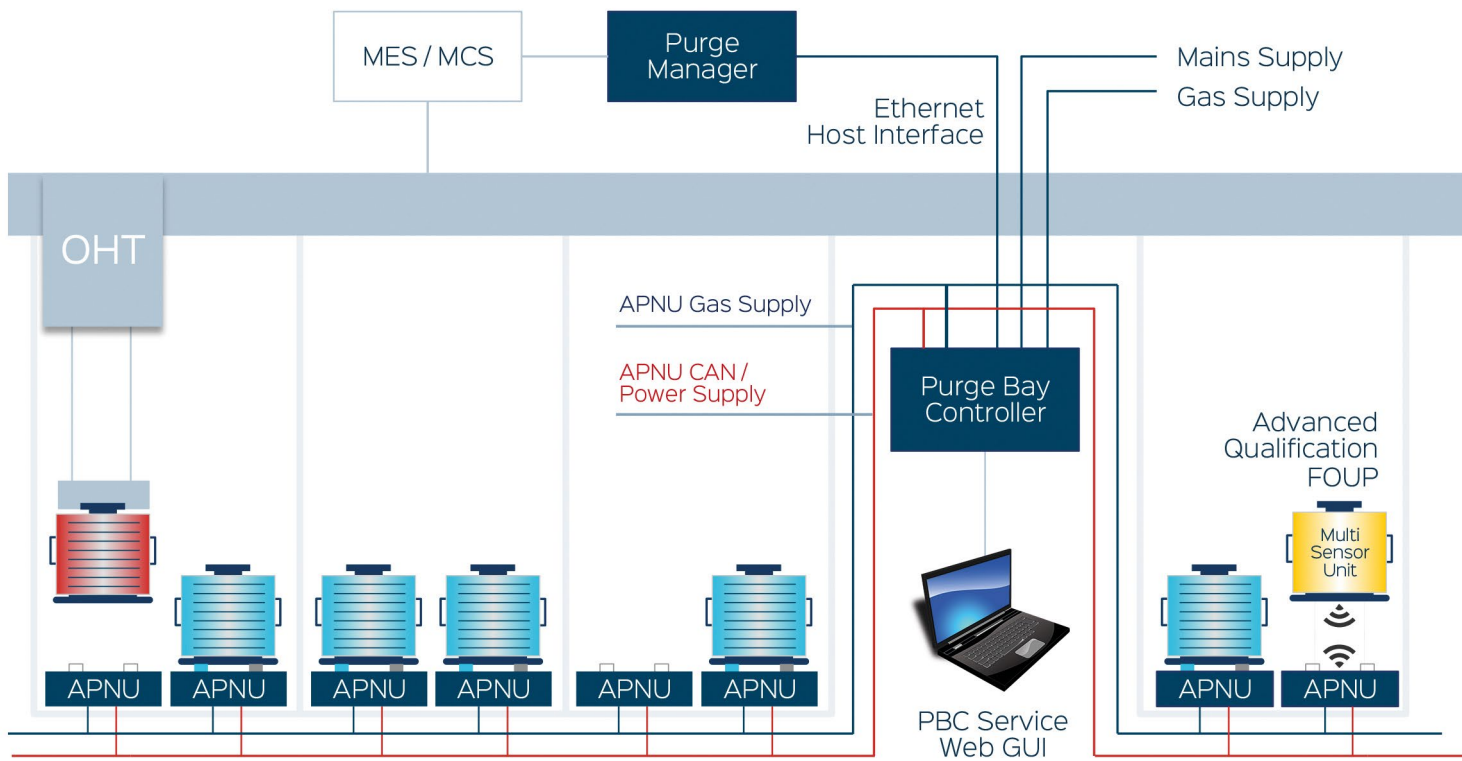 MES / MCS
Purge
Manager
Mains Supply
Gas Supply
Ethernet
Host Interface
OHT
APNU Gas Supply
APNU CAN /
Power Supply
Purge Bay
Controller
Advanced
Qualification
FOUP
Multi
Sensor
Unit
APNU
APNU
APNU
APNU
APNU
APNU
APNU
APNU
PBC Service
Web GUI